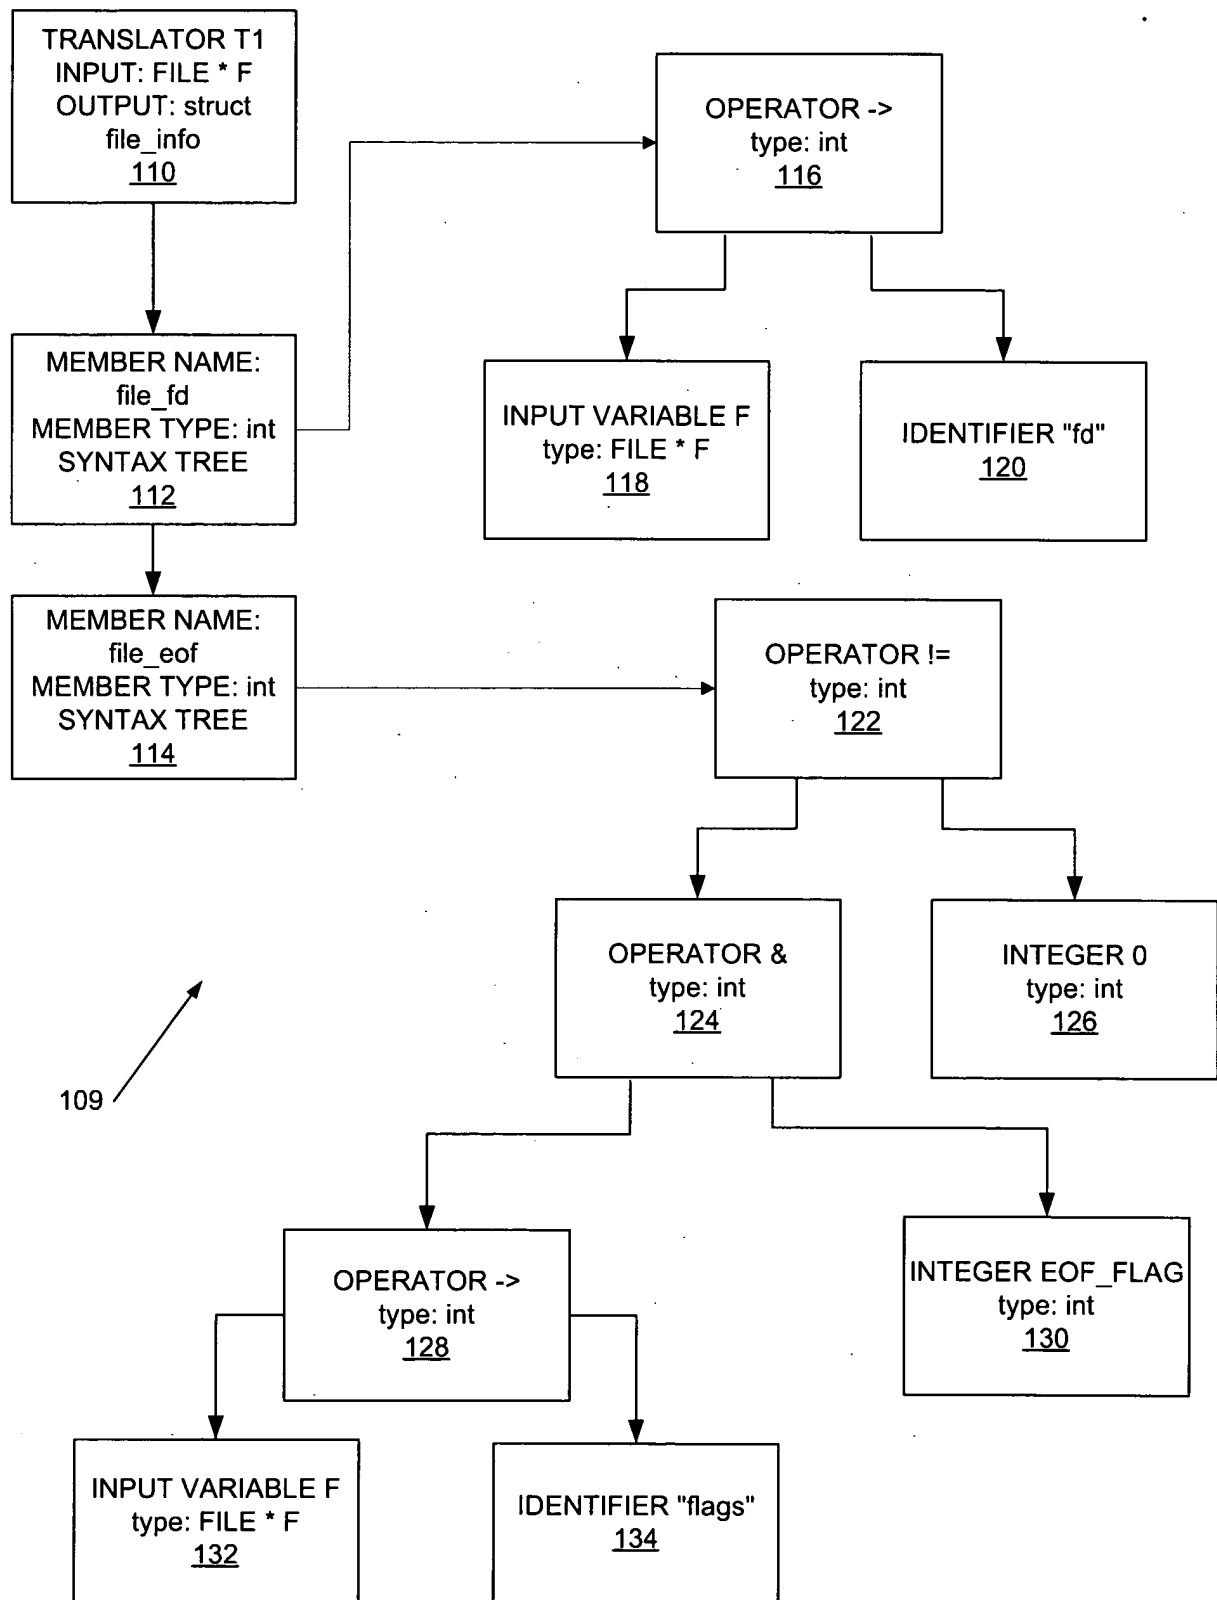 TRANSLATOR T1
INPUT: FILE * F
OUTPUT: struct
file_info
110
OPERATOR ->
type: int
116
MEMBER NAME:
file_fd
MEMBER TYPE: int
SYNTAX TREE
112
INPUT VARIABLE F
type: FILE * F
118
IDENTIFIER "fd"
120
MEMBER NAME:
file_eof
MEMBER TYPE: int
SYNTAX TREE
114
OPERATOR !=
type: int
122
OPERATOR &
type: int
124
INTEGER 0
type: int
126
109
OPERATOR ->
type: int
128
INTEGER EOF_FLAG
type: int
130
INPUT VARIABLE F
type: FILE * F
132
IDENTIFIER "flags"
134